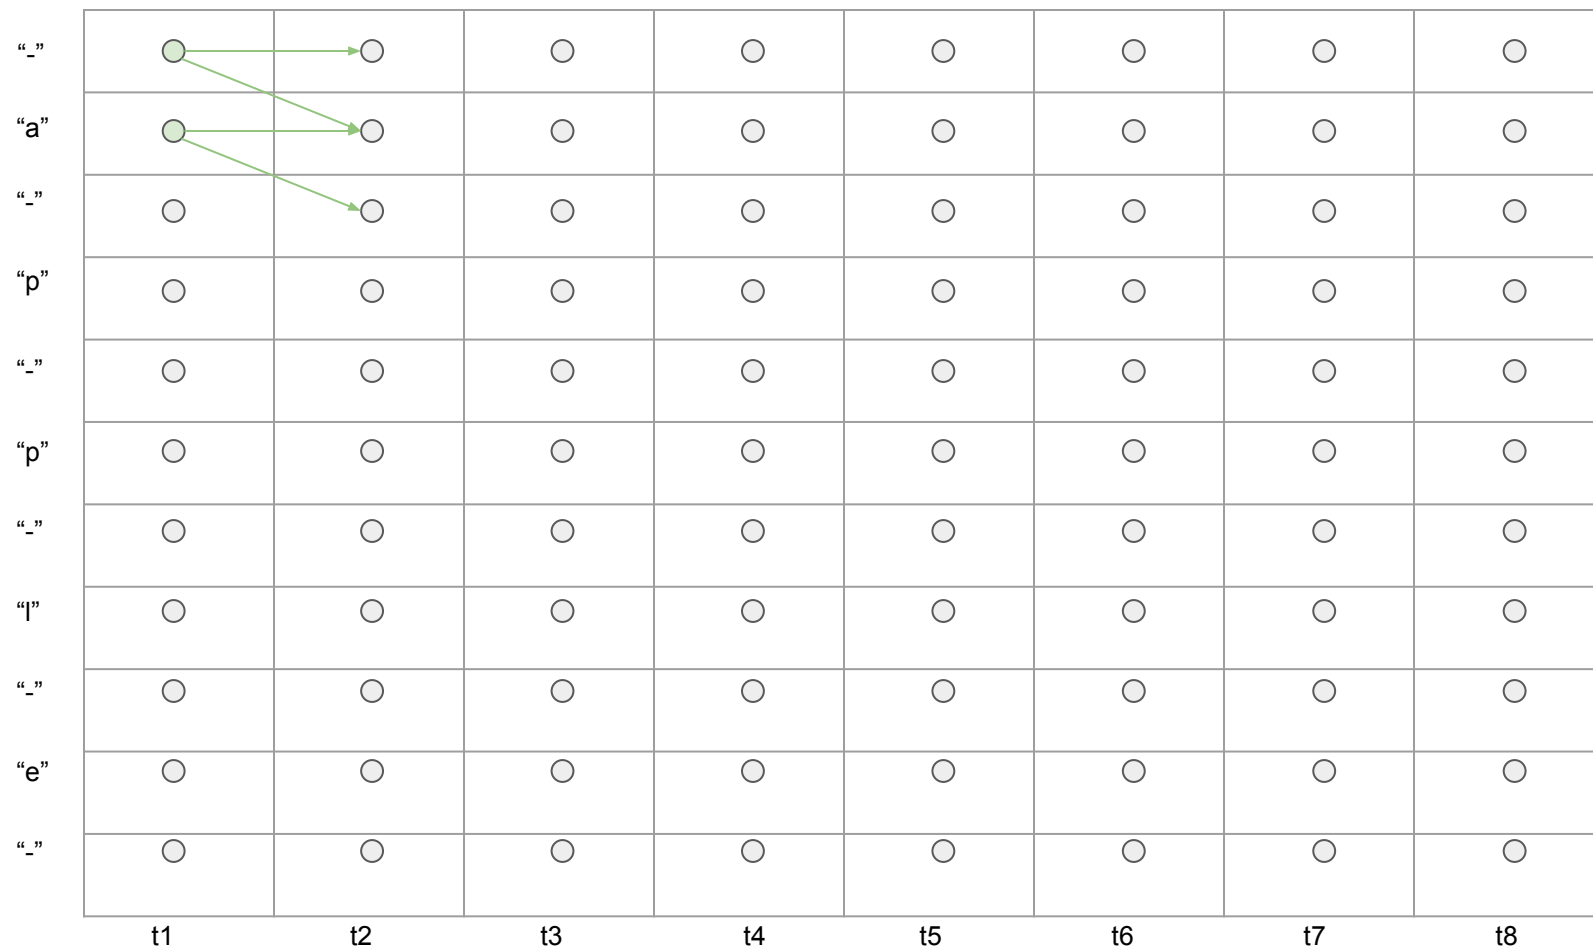 “-”
“a”
“-”
“p”
“-”
“p”
“-”
“l”
“-”
“e”
“-”
t1 t2 t3 t4 t5 t6 t7 t8